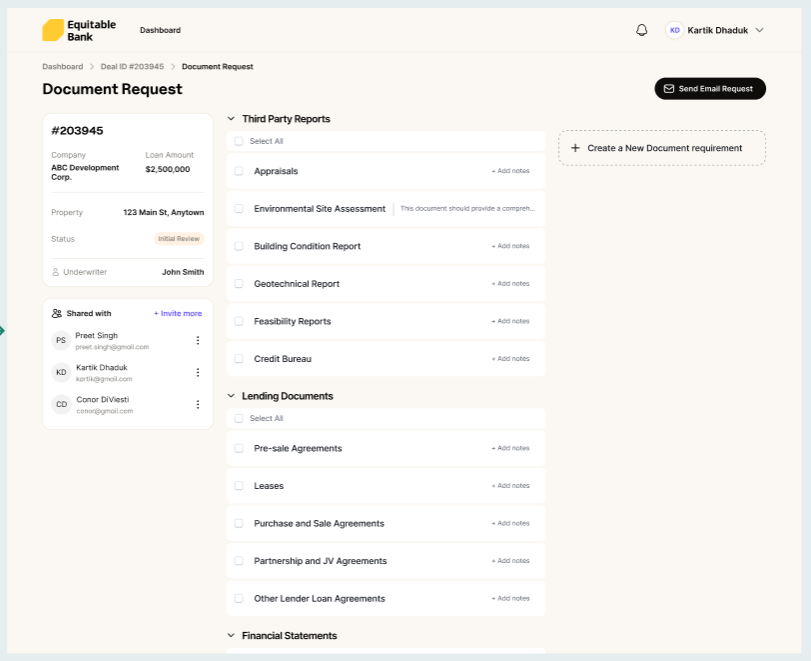 Equitable
Bank
Dashboard
KD
Kartik Dhaduk
Dashboard > Deal ID #203945 > Document Request
Document Request
Send Email Request
#203945
Company
Loan Amount
ABC Development
Corp.
$2,500,000
Property
123 Main St, Anytown
Status
Initial Review
Underwriter
John Smith
Shared with
+ Invite more
PS
Preet Singh
preet.singh@gmail.com
KD
Kartik Dhaduk
kartik@gmail.com
CD
Conor DiViesti
conor@gmail.com
Third Party Reports
Select All
Appraisals
+ Add notes
Environmental Site Assessment
This document should provide a compreh...
Building Condition Report
+ Add notes
Geotechnical Report
+ Add notes
Feasibility Reports
+ Add notes
Credit Bureau
+ Add notes
Lending Documents
Select All
Pre-sale Agreements
+ Add notes
Leases
+ Add notes
Purchase and Sale Agreements
+ Add notes
Partnership and JV Agreements
+ Add notes
Other Lender Loan Agreements
+ Add notes
Financial Statements
+ Create a New Document requirement